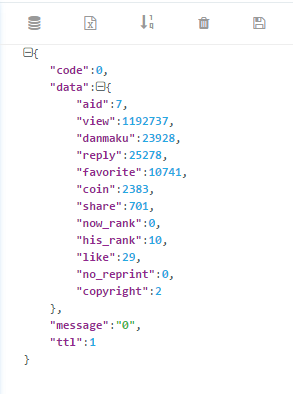 {
"code":0,
"data":{
"aid":7,
"view":1192737,
"danmaku":23928,
"reply":25278,
"favorite":10741,
"coin":2383,
"share":701,
"now_rank":0,
"his_rank":10,
"like":29,
"no_reprint":0,
"copyright":2
},
"message":"0",
"ttl":1
}